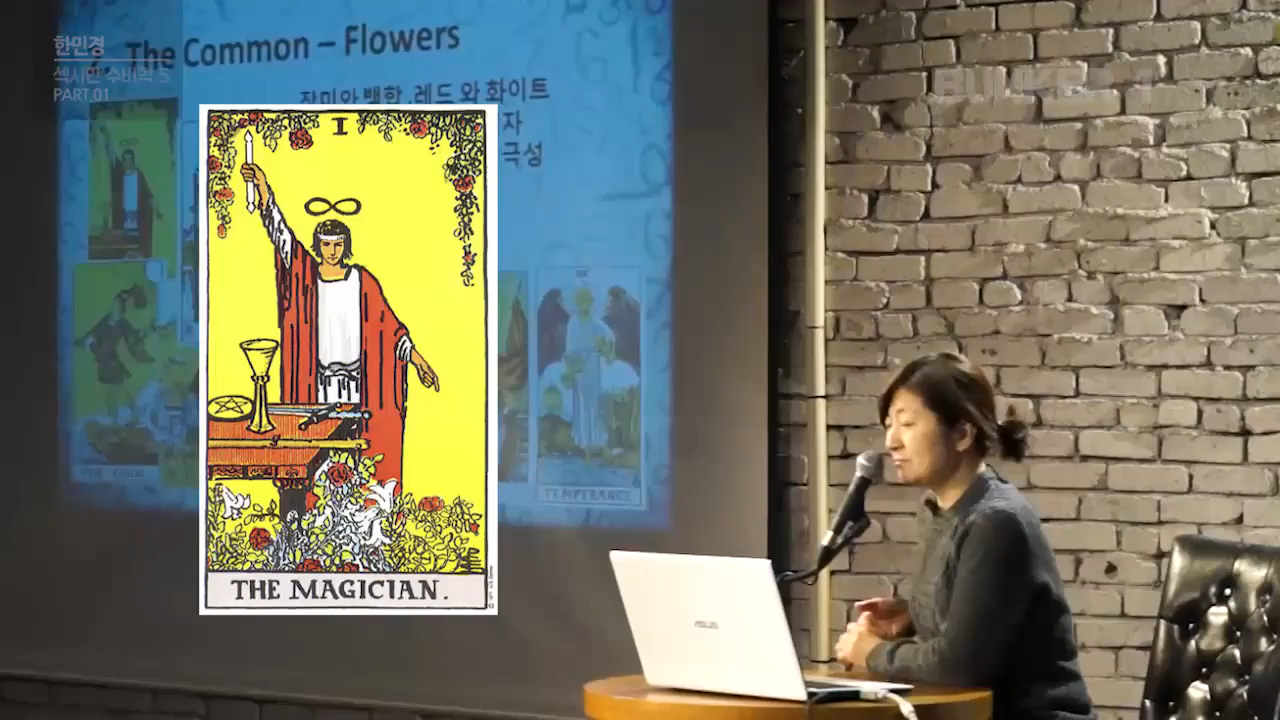 한민경
섹시한 수비학 5
PART.01
The Common – Flowers
장미와 백합 .레드 와 화이트
자
극성
I
THE MAGICIAN.
TEMPERANCE.
ASUS